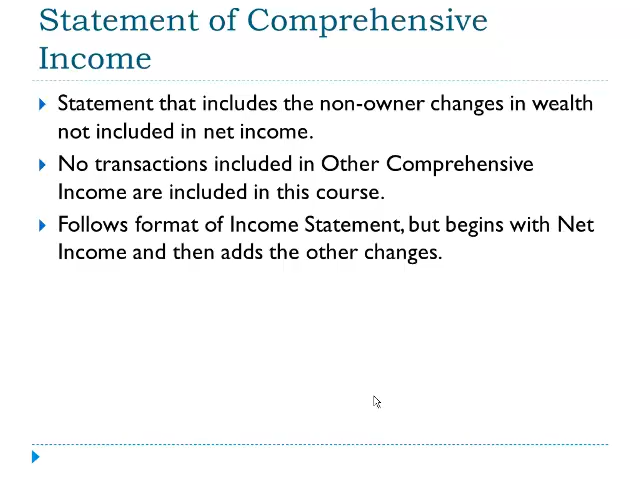 Statement of Comprehensive
Income
Statement that includes the non-owner changes in wealth
not included in net income.
No transactions included in Other Comprehensive
Income are included in this course.
Follows format of Income Statement, but begins with Net
Income and then adds the other changes.